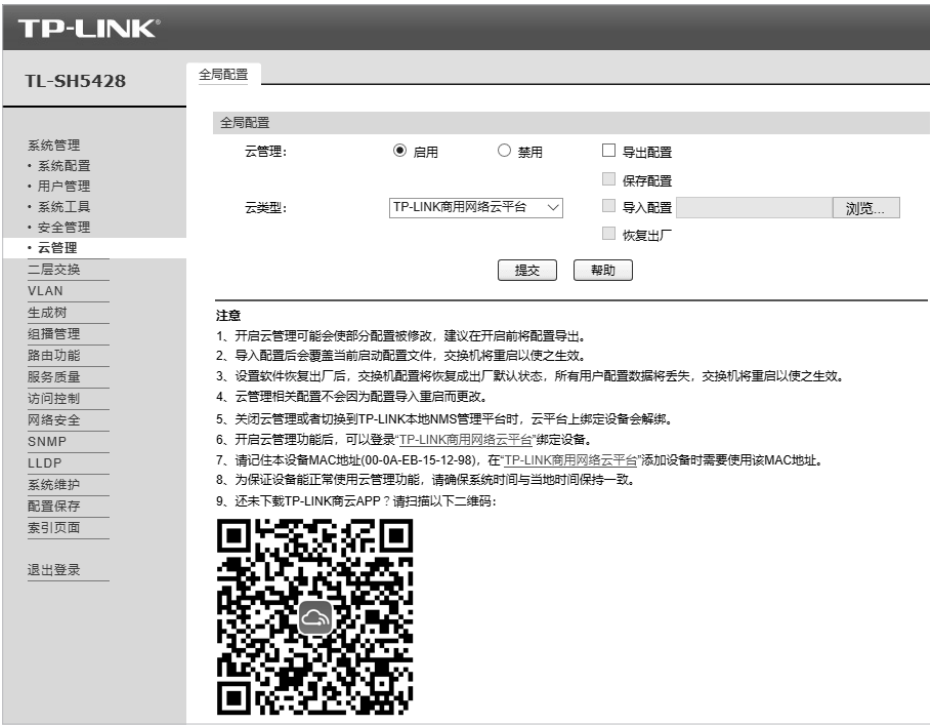 TP-LINK®
TL-SH5428
全局配置
系统管理
• 系统配置
• 用户管理
• 系统工具
• 安全管理
• 云管理
二层交换
VLAN
生成树
组播管理
路由功能
服务质量
访问控制
网络安全
SNMP
LLDP
系统维护
配置保存
索引页面
退出登录
全局配置
云管理: 启用 禁用 导出配置
保存配置
云类型: TP-LINK商用网络云平台 导入配置 浏览...
恢复出厂
提交 帮助
注意
1、开启云管理可能会使部分配置被修改，建议在开启前将配置导出。
2、导入配置后会覆盖当前启动配置文件，交换机将重启以使之生效。
3、设置软件恢复出厂后，交换机配置将恢复成出厂默认状态，所有用户配置数据将丢失，交换机将重启以使之生效。
4、云管理相关配置不会因为配置导入重启而更改。
5、关闭云管理或者切换到TP-LINK本地NMS管理平台时，云平台上绑定设备会解绑。
6、开启云管理功能后，可以登录“TP-LINK商用网络云平台”绑定设备。
7、请记住本设备MAC地址(00-0A-EB-15-12-98)，在“TP-LINK商用网络云平台”添加设备时需要使用该MAC地址。
8、为保证设备能正常使用云管理功能，请确保系统时间与当地时间保持一致。
9、还未下载TP-LINK商云APP？请扫描以下二维码: